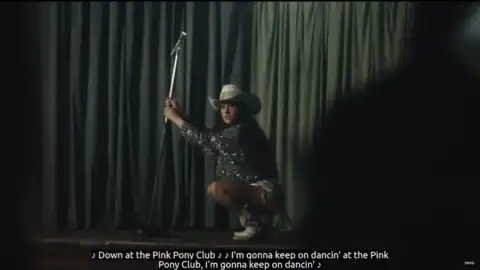 ♪ Down at the Pink Pony Club ♪ ♪ I'm gonna keep on dancin' at the Pink
Pony Club, I'm gonna keep on dancin' ♪
vevo